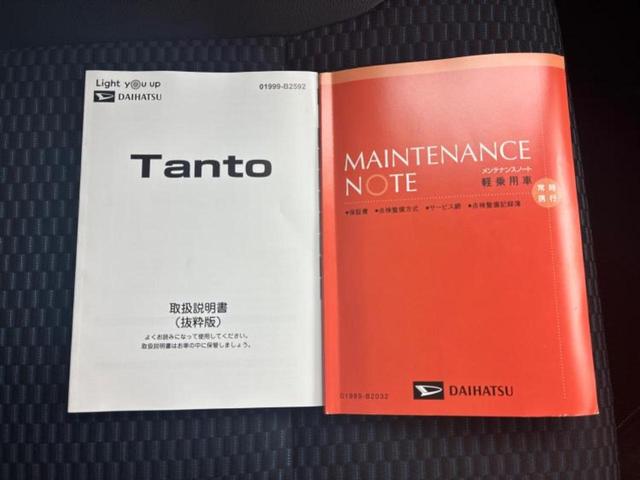 Light you up
DAIHATSU
01999-B2592
Tanto
取扱説明書
(抜粋版)
よくお読みになって使用してください。
取扱説明書はお車の中に保管しましょう。
MAINTENANCE
NOTE
メンテナンスノート
軽乗用車
常時
携行
●保証書 ●点検整備方式 ●サービス網 ●点検整備記録簿
01999-B2032
DAIHATSU